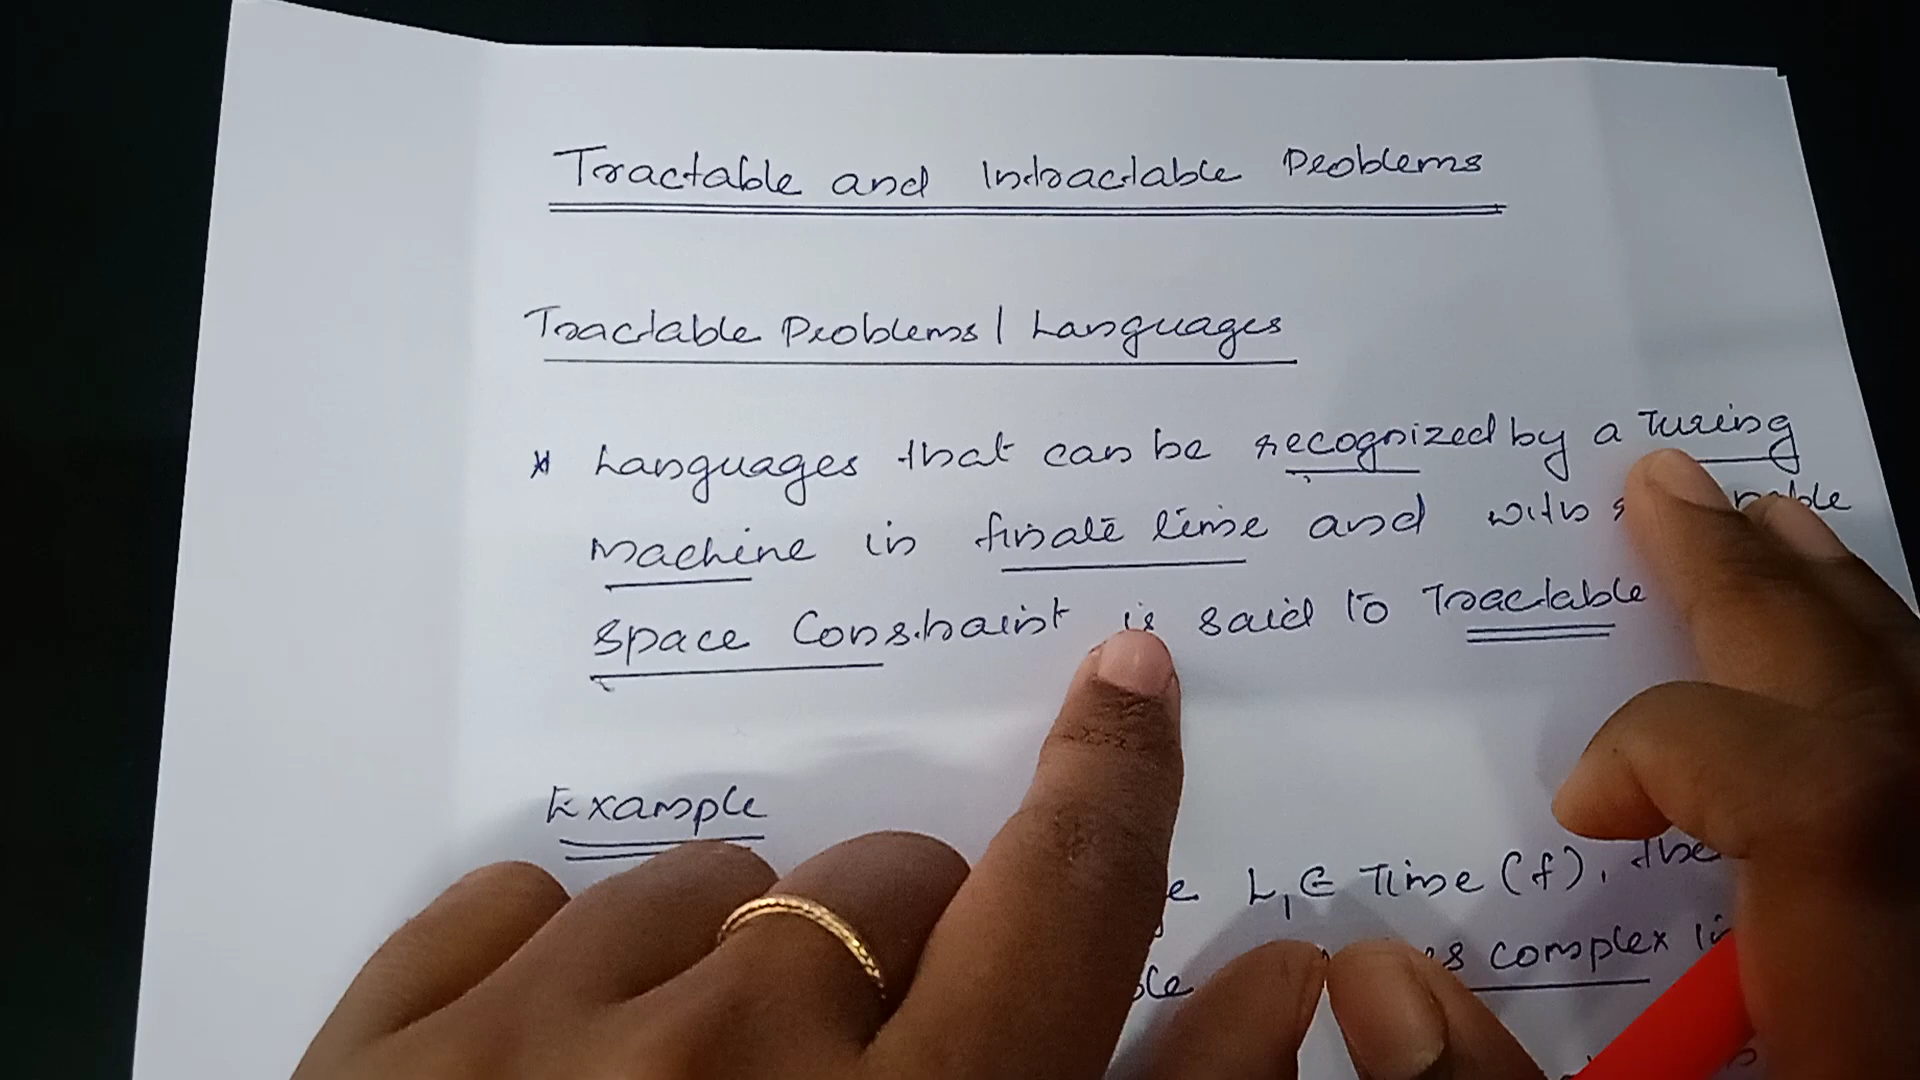 Tractable and Intractable Problems
Tractable Problems | Languages
* Languages that can be recognized by a Turing
Machine in finate time and with
space Constraint is said to Tractable
Example
L₁ ∈ Time (f), the
complex